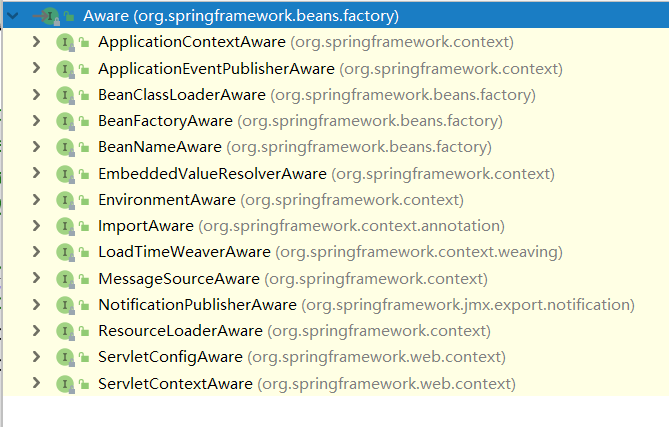 Aware (org.springframework.beans.factory)
ApplicationContextAware (org.springframework.context)
ApplicationEventPublisherAware (org.springframework.context)
BeanClassLoaderAware (org.springframework.beans.factory)
BeanFactoryAware (org.springframework.beans.factory)
BeanNameAware (org.springframework.beans.factory)
EmbeddedValueResolverAware (org.springframework.context)
EnvironmentAware (org.springframework.context)
ImportAware (org.springframework.context.annotation)
LoadTimeWeaverAware (org.springframework.context.weaving)
MessageSourceAware (org.springframework.context)
NotificationPublisherAware (org.springframework.jmx.export.notification)
ResourceLoaderAware (org.springframework.context)
ServletConfigAware (org.springframework.web.context)
ServletContextAware (org.springframework.web.context)